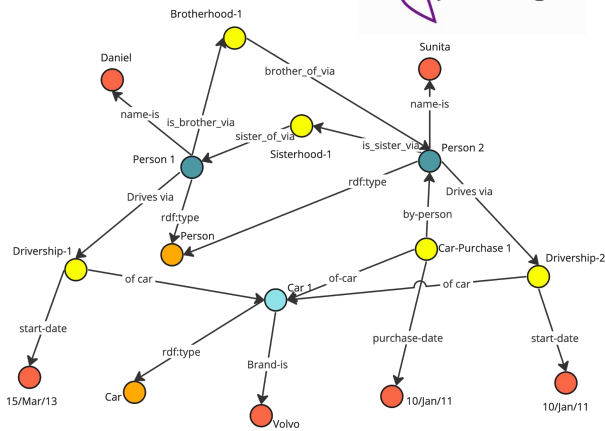 Brotherhood-1
Sunita
Daniel
brother_of_via
name-is
name-is
is_brother_via
sister_of_via
is_sister_via
Sisterhood-1
Person 1
Person 2
rdf:type
Drives via
Drives via
rdf:type
by-person
Person
Drivership-1
Car-Purchase 1
Drivership-2
of car
of-car
of car
Car 1
start-date
purchase-date
start-date
rdf:type
Brand-is
15/Mar/13
Car
10/Jan/11
10/Jan/11
Volvo